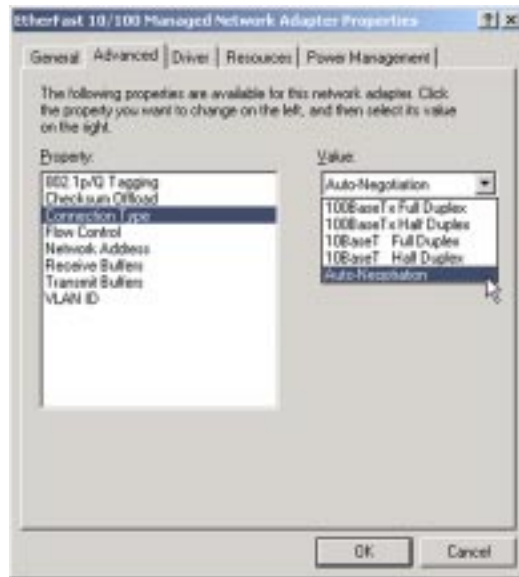 EtherFast 10/100 Managed Network Adapter Properties
General Advanced Driver Resources Power Management
The following properties are available for this network adapter. Click
the property you want to change on the left, and then select its value
on the right.
Property:
802.1p/Q Tagging
Checksum Offload
Connection Type
Flow Control
Network Address
Receive Buffers
Transmit Buffers
VLAN ID
Value:
Auto-Negotiation
100BaseTx Full Duplex
100BaseTx Half Duplex
10BaseT Full Duplex
10BaseT Half Duplex
Auto-Negotiation
OK Cancel